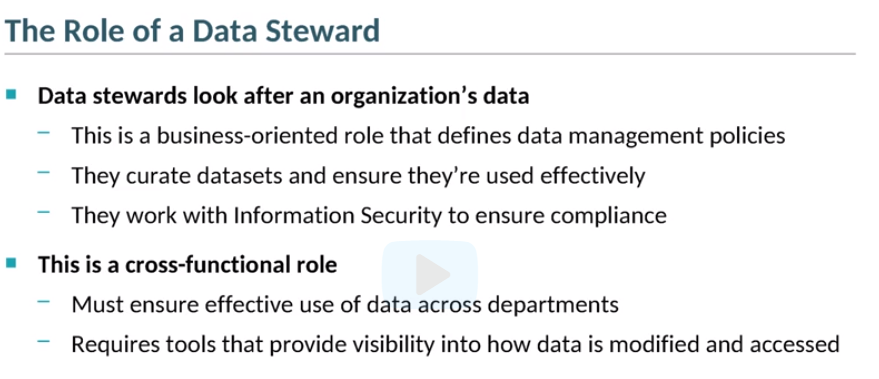 The Role of a Data Steward
Data stewards look after an organization’s data
This is a business-oriented role that defines data management policies
They curate datasets and ensure they’re used effectively
They work with Information Security to ensure compliance
This is a cross-functional role
Must ensure effective use of data across departments
Requires tools that provide visibility into how data is modified and accessed